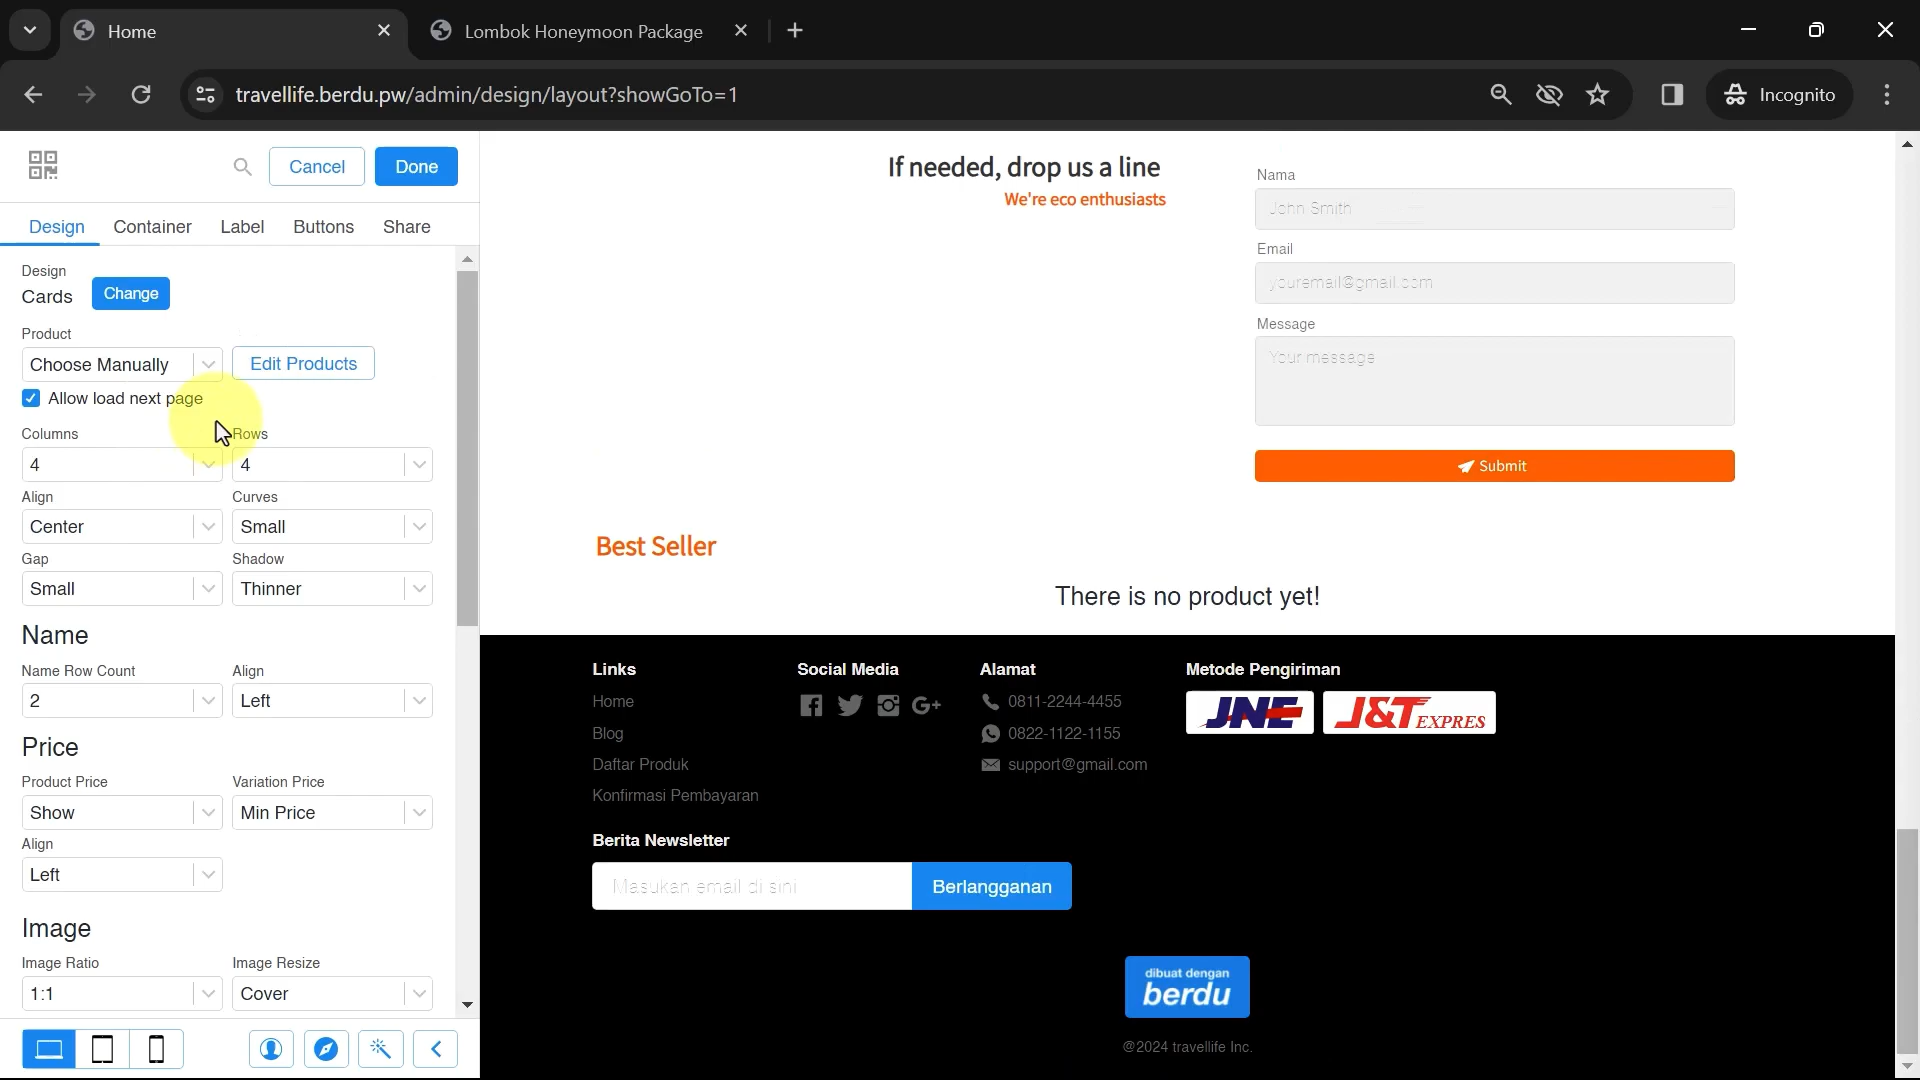 Home
Lombok Honeymoon Package
travellife.berdu.pw/admin/design/layout?showGoTo=1
Incognito
Cancel
Done
Design
Container
Label
Buttons
Share
Design
Cards
Change
Product
Choose Manually
Edit Products
Allow load next page
Columns
Rows
4
4
Align
Curves
Center
Small
Gap
Shadow
Small
Thinner
Name
Name Row Count
Align
2
Left
Price
Product Price
Variation Price
Show
Min Price
Align
Left
Image
Image Ratio
Image Resize
1:1
Cover
If needed, drop us a line
We're eco enthusiasts
Nama
John Smith
Email
youremail@gmail.com
Message
Your message
Submit
Best Seller
There is no product yet!
Links
Home
Blog
Daftar Produk
Konfirmasi Pembayaran
Social Media
G+
Alamat
0811-2244-4455
0822-1122-1155
support@gmail.com
Metode Pengiriman
JNE
J&T EXPRES
Berita Newsletter
Masukan email di sini
Berlangganan
dibuat dengan
berdu
@2024 travellife Inc.